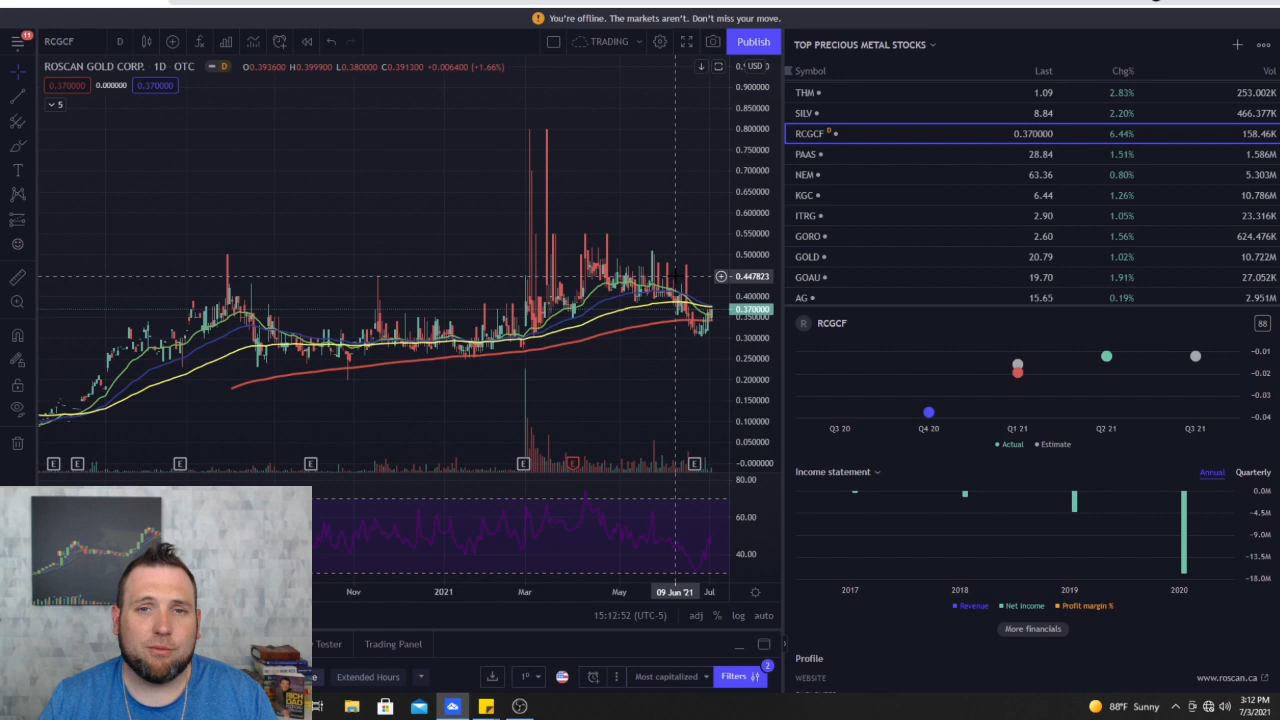 You're offline. The markets aren't. Don't miss your move.
11
RCGCF
D
TRADING
Publish
TOP PRECIOUS METAL STOCKS
ROSCAN GOLD CORP. · 1D · OTC
D
O0.393600 H0.399900 L0.380000 C0.391300 +0.006400 (+1.66%)
USD
0.370000
0.000000
0.370000
5
0.900000
0.850000
0.800000
0.750000
0.700000
0.650000
0.600000
0.550000
0.500000
0.447823
0.400000
0.370000
0.350000
0.300000
0.250000
0.200000
0.150000
0.100000
0.050000
-0.000000
80.00
60.00
40.00
E E E E E E E
Nov 2021 Mar May 09 Jun '21 Jul
15:12:52 (UTC-5) adj % log auto
Tester Trading Panel
Extended Hours
1D
Most capitalized
Filters
2
Symbol Last Chg% Vol
THM 1.09 2.83% 253.002K
SILV 8.84 2.20% 466.377K
RCGCF D 0.370000 6.44% 158.46K
PAAS 28.84 1.51% 1.586M
NEM 63.36 0.80% 5.303M
KGC 6.44 1.26% 10.786M
ITRG 2.90 1.05% 23.316K
GORO 2.60 1.56% 624.476K
GOLD 20.79 1.02% 10.722M
GOAU 19.70 1.91% 27.052K
AG 15.65 0.19% 2.951M
R RCGCF 88
-0.01
-0.02
-0.03
-0.04
Q3 20 Q4 20 Q1 21 Q2 21 Q3 21
Actual Estimate
Income statement
Annual Quarterly
0.0M
-4.5M
-9.0M
-13.5M
-18.0M
2017 2018 2019 2020
Revenue Net Income Profit margin %
More financials
Profile
WEBSITE
www.roscan.ca
RICH DAD
88°F Sunny
3:12 PM
7/3/2021